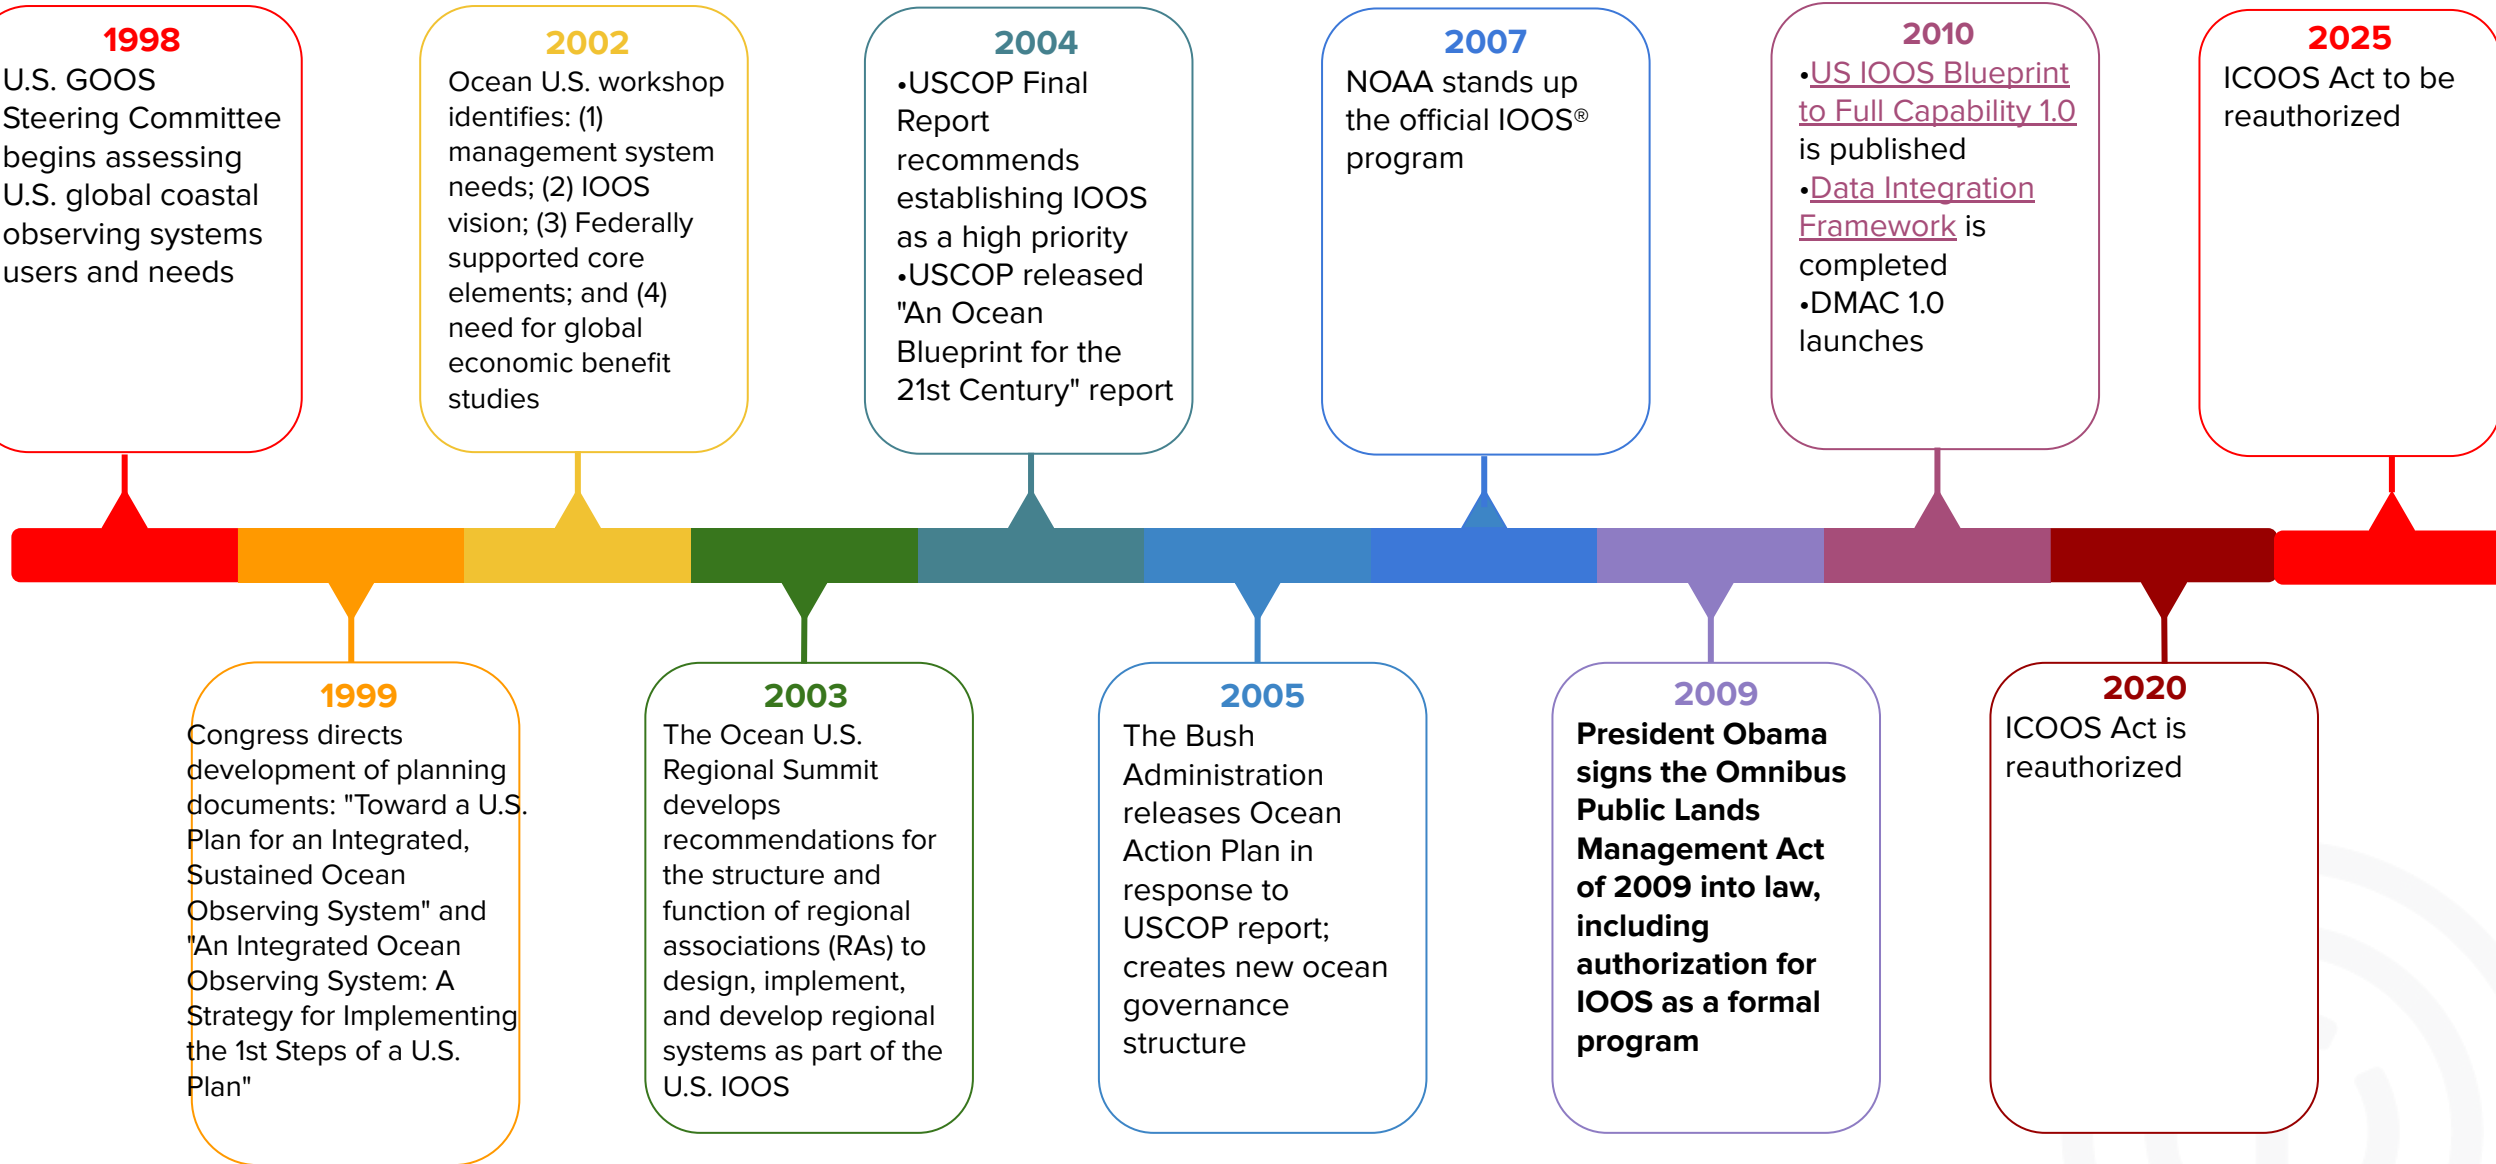 1998
U.S. GOOS
Steering Committee
begins assessing
U.S. global coastal
observing systems
users and needs
2002
Ocean U.S. workshop
identifies: (1)
management system
needs; (2) IOOS
vision; (3) Federally
supported core
elements; and (4)
need for global
economic benefit
studies
2004
•USCOP Final
Report
recommends
establishing IOOS
as a high priority
•USCOP released
"An Ocean
Blueprint for the
21st Century" report
2007
NOAA stands up
the official IOOS®
program
2010
•US IOOS Blueprint
to Full Capability 1.0
is published
•Data Integration
Framework is
completed
•DMAC 1.0
launches
2025
ICOOS Act to be
reauthorized
1999
Congress directs
development of planning
documents: "Toward a U.S.
Plan for an Integrated,
Sustained Ocean
Observing System" and
"An Integrated Ocean
Observing System: A
Strategy for Implementing
the 1st Steps of a U.S.
Plan"
2003
The Ocean U.S.
Regional Summit
develops
recommendations for
the structure and
function of regional
associations (RAs) to
design, implement,
and develop regional
systems as part of the
U.S. IOOS
2005
The Bush
Administration
releases Ocean
Action Plan in
response to
USCOP report;
creates new ocean
governance
structure
2009
President Obama
signs the Omnibus
Public Lands
Management Act
of 2009 into law,
including
authorization for
IOOS as a formal
program
2020
ICOOS Act is
reauthorized